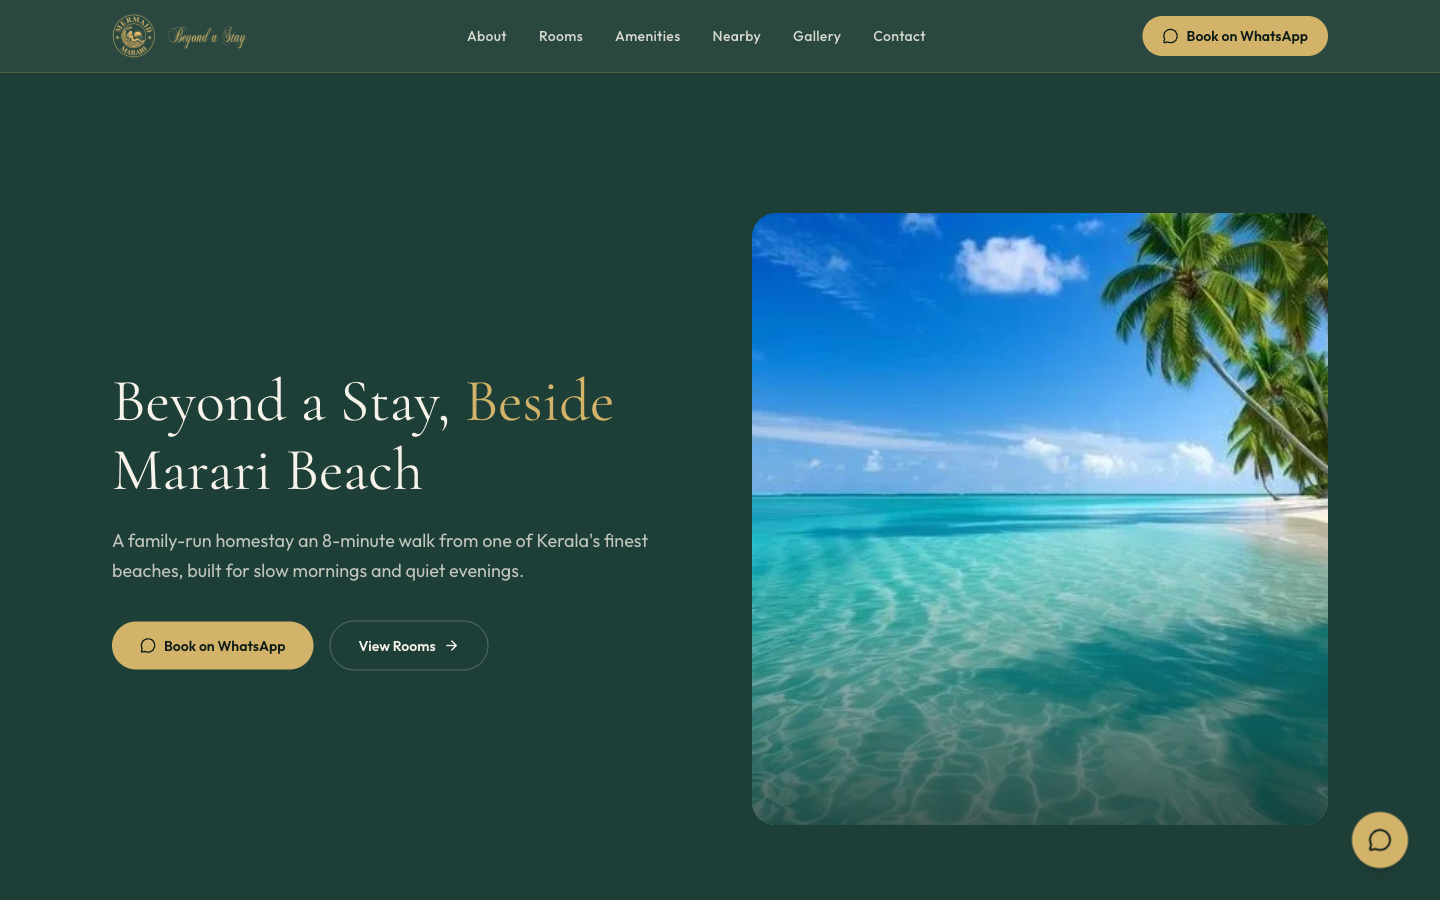 MERMAID
MARARI
Beyond a Stay
About
Rooms
Amenities
Nearby
Gallery
Contact
Book on WhatsApp
Beyond a Stay, Beside
Marari Beach
A family-run homestay an 8-minute walk from one of Kerala's finest
beaches, built for slow mornings and quiet evenings.
Book on WhatsApp
View Rooms